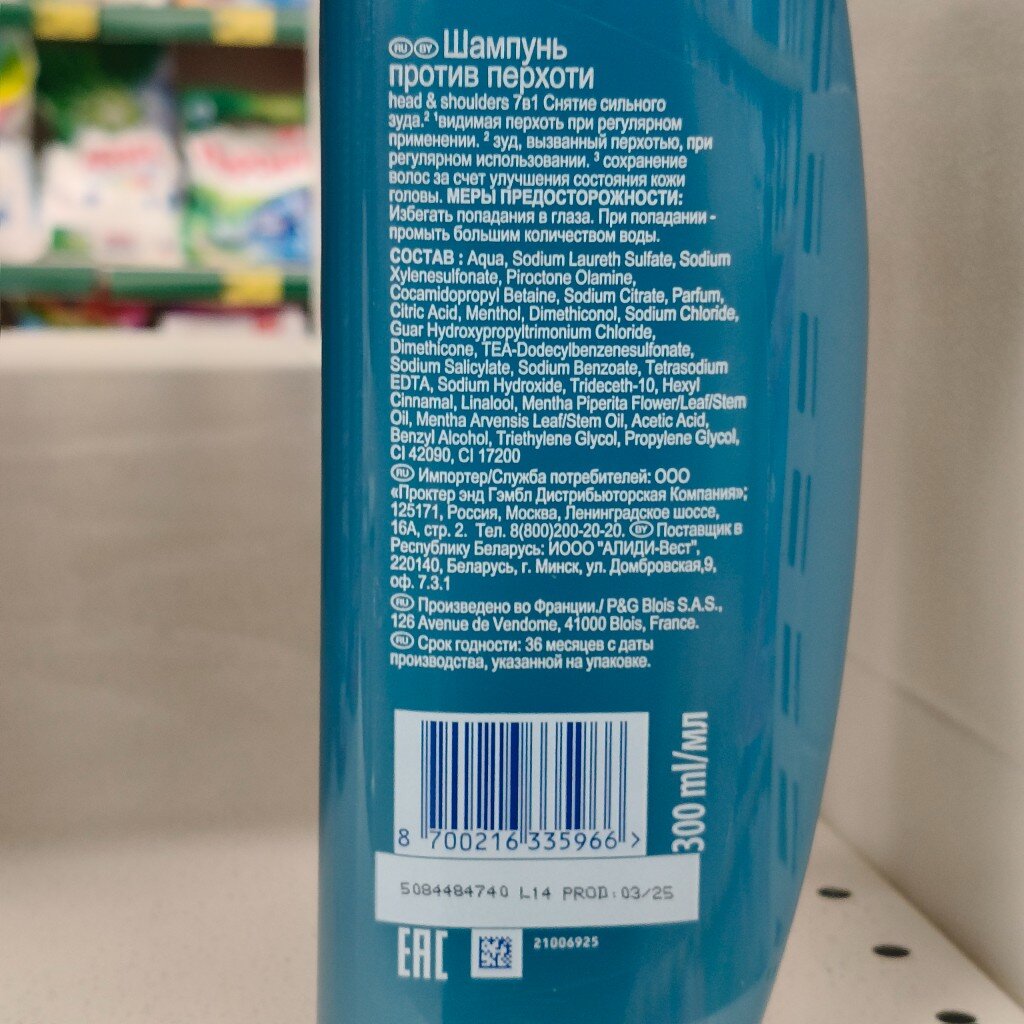 RU BY Шампунь
против перхоти
head & shoulders 7в1 Снятие сильного
зуда.² ¹видимая перхоть при регулярном
применении. ² зуд, вызванный перхотью, при
регулярном использовании. ³ сохранение
волос за счет улучшения состояния кожи
головы. МЕРЫ ПРЕДОСТОРОЖНОСТИ:
Избегать попадания в глаза. При попадании -
промыть большим количеством воды.
СОСТАВ : Aqua, Sodium Laureth Sulfate, Sodium
Xylenesulfonate, Piroctone Olamine,
Cocamidopropyl Betaine, Sodium Citrate, Parfum,
Citric Acid, Menthol, Dimethiconol, Sodium Chloride,
Guar Hydroxypropyltrimonium Chloride,
Dimethicone, TEA-Dodecylbenzenesulfonate,
Sodium Salicylate, Sodium Benzoate, Tetrasodium
EDTA, Sodium Hydroxide, Trideceth-10, Hexyl
Cinnamal, Linalool, Mentha Piperita Flower/Leaf/Stem
Oil, Mentha Arvensis Leaf/Stem Oil, Acetic Acid,
Benzyl Alcohol, Triethylene Glycol, Propylene Glycol,
CI 42090, CI 17200
RU Импортер/Служба потребителей: ООО
«Проктер энд Гэмбл Дистрибьюторская Компания»;
125171, Россия, Москва, Ленинградское шоссе,
16А, стр. 2. Тел. 8(800)200-20-20. BY Поставщик в
Республику Беларусь: ИООО "АЛИДИ-Вест",
220140, Беларусь, г. Минск, ул. Домбровская,9,
оф. 7.3.1
RU Произведено во Франции./ P&G Blois S.A.S.,
126 Avenue de Vendome, 41000 Blois, France.
RU Срок годности: 36 месяцев с даты
производства, указанной на упаковке.
300 ml/мл
8 700216 335966 >
5084484740 L14 PROD:03/25
EAC
21006925